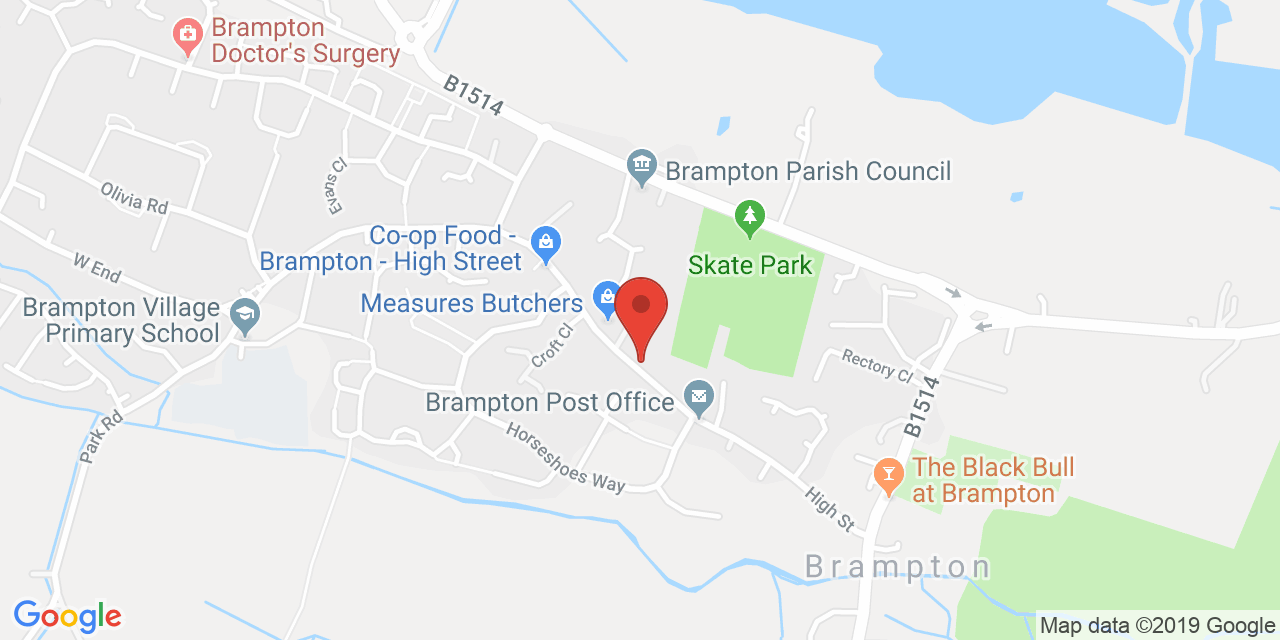 Brampton
Doctor's Surgery
B1514
Brampton Parish Council
Evans Cl
Olivia Rd
Co-op Food -
Brampton - High Street
Skate Park
W End
Measures Butchers
Brampton Village
Primary School
Croft Cl
Rectory Cl
Brampton Post Office
B1514
Park Rd
Horseshoes Way
The Black Bull
at Brampton
High St
Brampton
Google
Map data ©2019 Google